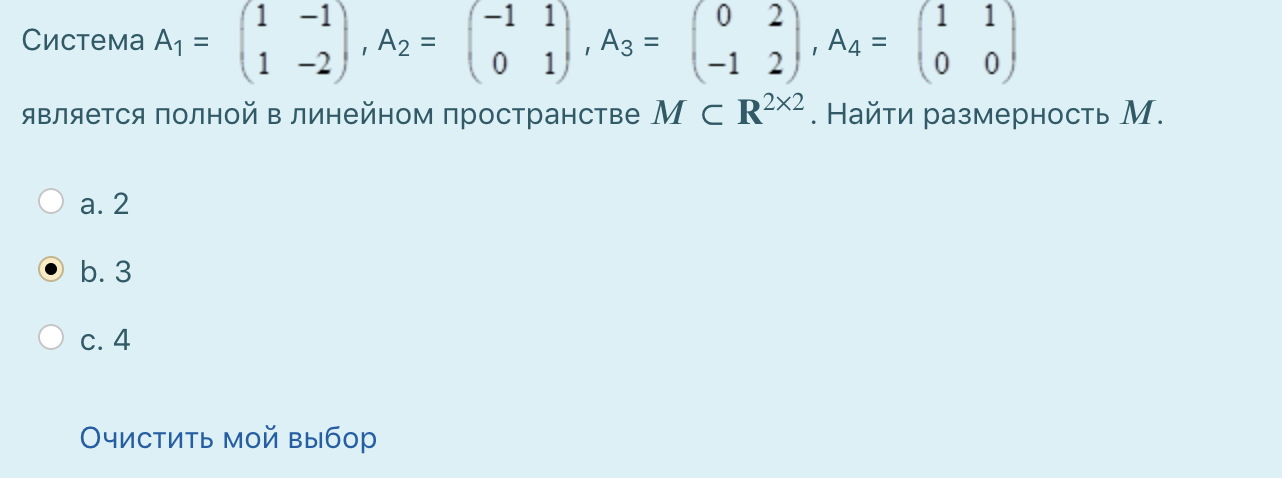 Система A₁ = (1 −1; 1 −2), A₂ = (−1 1; 0 1), A₃ = (0 2; −1 2), A₄ = (1 1; 0 0)
является полной в линейном пространстве M ⊂ R²ˣ². Найти размерность M.
a. 2
b. 3
c. 4
Очистить мой выбор